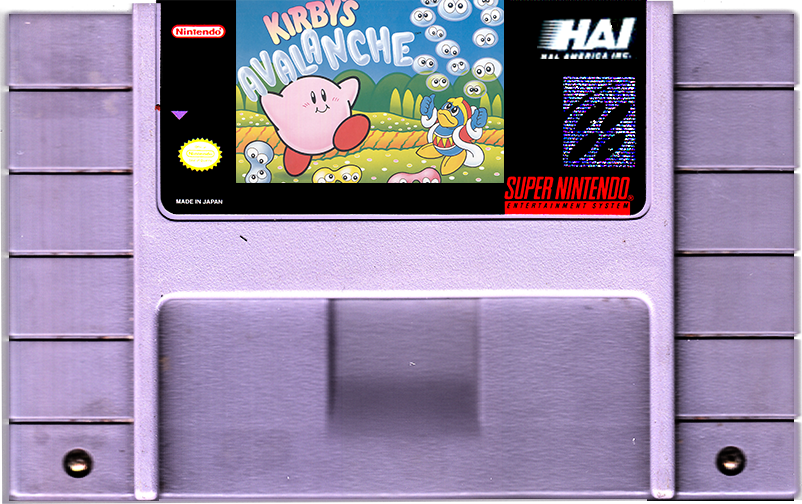 KIRBY'S
AVALANCHE
Nintendo
HAL
HAL AMERICA INC.
MADE IN JAPAN
SUPER NINTENDO
ENTERTAINMENT SYSTEM